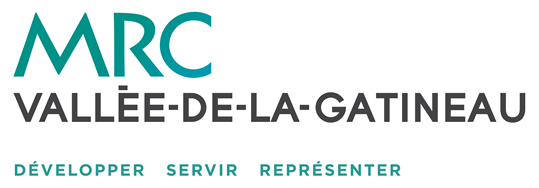 MRC
VALLÉE-DE-LA-GATINEAU
DÉVELOPPER SERVIR REPRÉSENTER